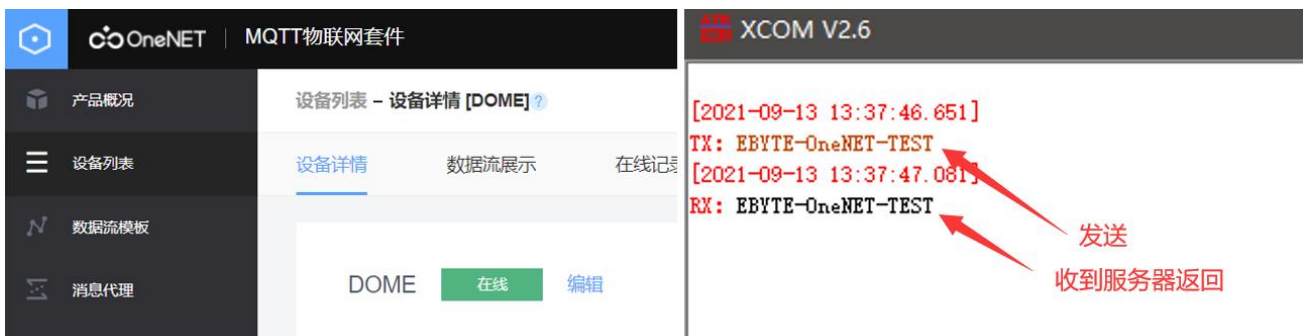 OneNET | MQTT物联网套件
产品概况
设备列表 – 设备详情 [DOME] ?
设备列表
设备详情 数据流展示 在线记录
数据流模板
DOME 在线 编辑
消息代理
XCOM V2.6
[2021-09-13 13:37:46.651]
TX: EBYTE-OneNET-TEST
[2021-09-13 13:37:47.081]
RX: EBYTE-OneNET-TEST
发送
收到服务器返回